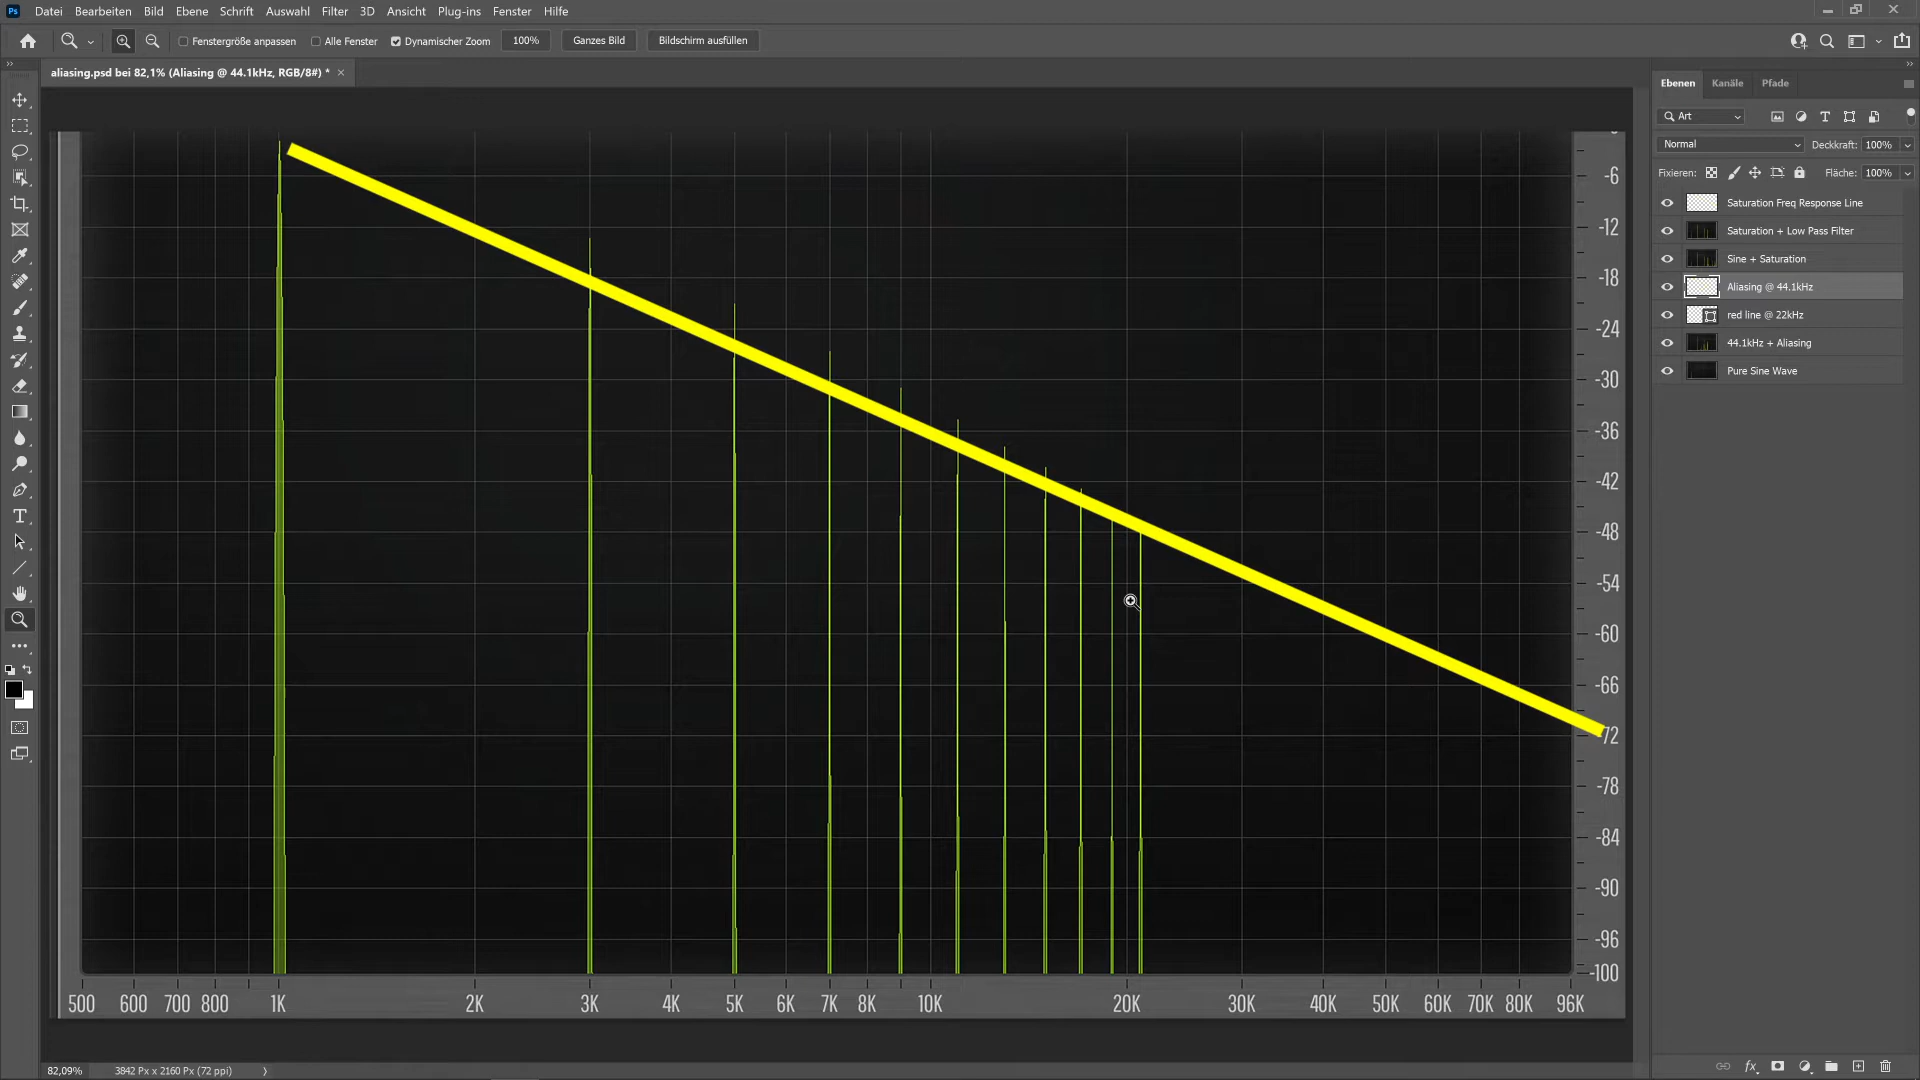 Ps Datei Bearbeiten Bild Ebene Schrift Auswahl Filter 3D Ansicht Plug-ins Fenster Hilfe
Fenstergröße anpassen Alle Fenster Dynamischer Zoom 100% Ganzes Bild Bildschirm ausfüllen
aliasing.psd bei 82,1% (Aliasing @ 44.1kHz, RGB/8#) *
Ebenen Kanäle Pfade
Art
Normal Deckkraft: 100%
Fixieren: Fläche: 100%
Saturation Freq Response Line
Saturation + Low Pass Filter
Sine + Saturation
Aliasing @ 44.1kHz
red line @ 22kHz
44.1kHz + Aliasing
Pure Sine Wave
-6
-12
-18
-24
-30
-36
-42
-48
-54
-60
-66
-72
-78
-84
-90
-96
-100
500 600 700 800 1K 2K 3K 4K 5K 6K 7K 8K 10K 20K 30K 40K 50K 60K 70K 80K 96K
82,09% 3842 Px x 2160 Px (72 ppi)
fx